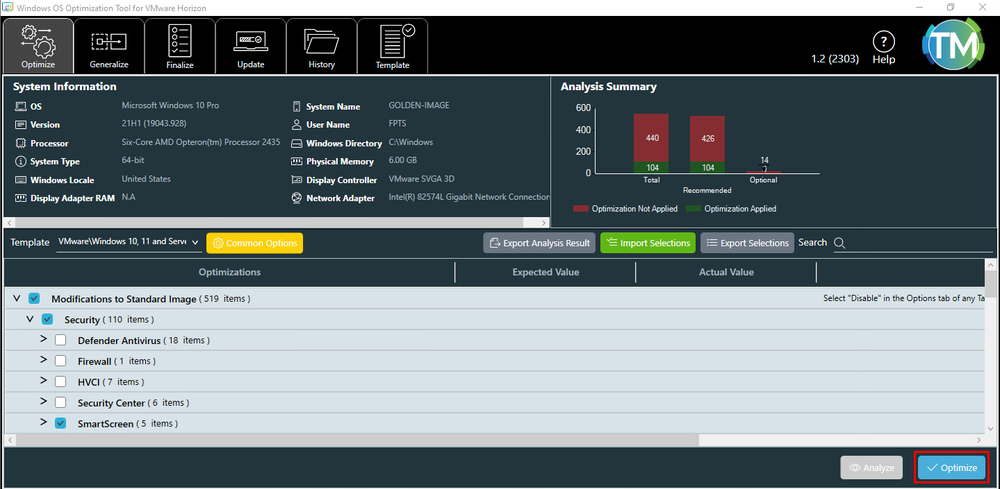 Windows OS Optimization Tool for VMware Horizon
Optimize
Generalize
Finalize
Update
History
Template
1.2 (2303)
?
Help
TM
System Information
OS Microsoft Windows 10 Pro
Version 21H1 (19043.928)
Processor Six-Core AMD Opteron(tm) Processor 2435
System Type 64-bit
Windows Locale United States
Display Adapter RAM N.A
System Name GOLDEN-IMAGE
User Name FPTS
Windows Directory C:\Windows
Physical Memory 6.00 GB
Display Controller VMware SVGA 3D
Network Adapter Intel(R) 82574L Gigabit Network Connection
Analysis Summary
600
400
200
0
440
426
14
104
104
0
Total
Recommended
Optional
Optimization Not Applied
Optimization Applied
Template VMware\Windows 10, 11 and Serve
Common Options
Export Analysis Result
Import Selections
Export Selections
Search
Optimizations Expected Value Actual Value
Modifications to Standard Image ( 519 items ) Select "Disable" in the Options tab of any Ta
Security ( 110 items )
Defender Antivirus ( 18 items )
Firewall ( 1 items )
HVCI ( 7 items )
Security Center ( 6 items )
SmartScreen ( 5 items )
Analyze
Optimize